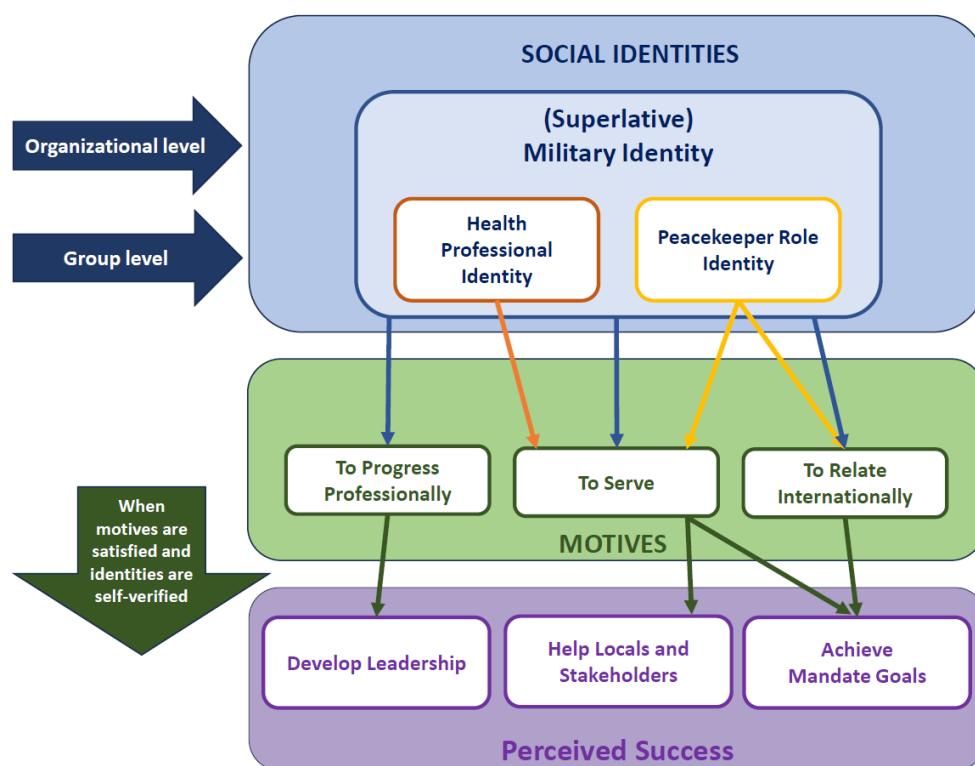 SOCIAL IDENTITIES
(Superlative)
Military Identity
Organizational level
Health
Professional
Identity
Peacekeeper Role
Identity
Group level
To Progress
Professionally
To Serve
To Relate
Internationally
MOTIVES
When
motives are
satisfied and
identities are
self-verified
Develop Leadership
Help Locals and
Stakeholders
Achieve
Mandate Goals
Perceived Success